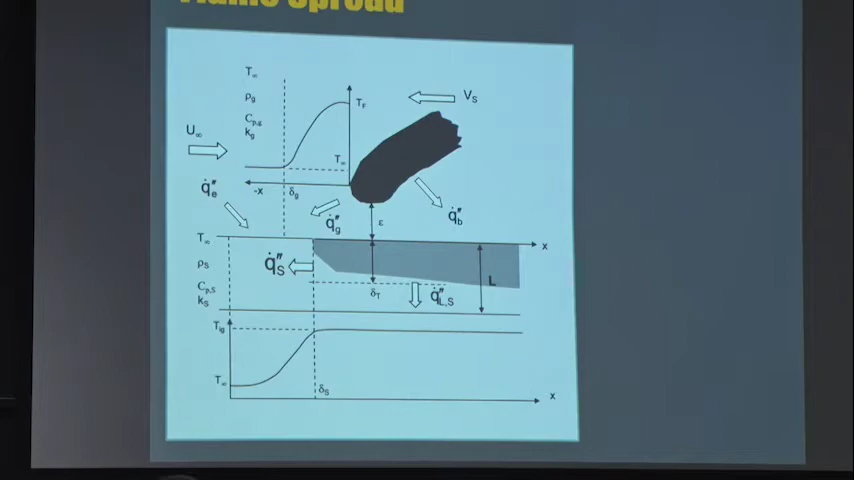 Flame Spread
T∞
ρg
Cp,g
kg
TF
VS
U∞
T∞
-x
δg
q̇″e
q̇″g
q̇″b
ε
T∞
x
ρS
q̇″S
L
Cp,S
kS
δT
q̇″L,S
Tig
T∞
δS
x